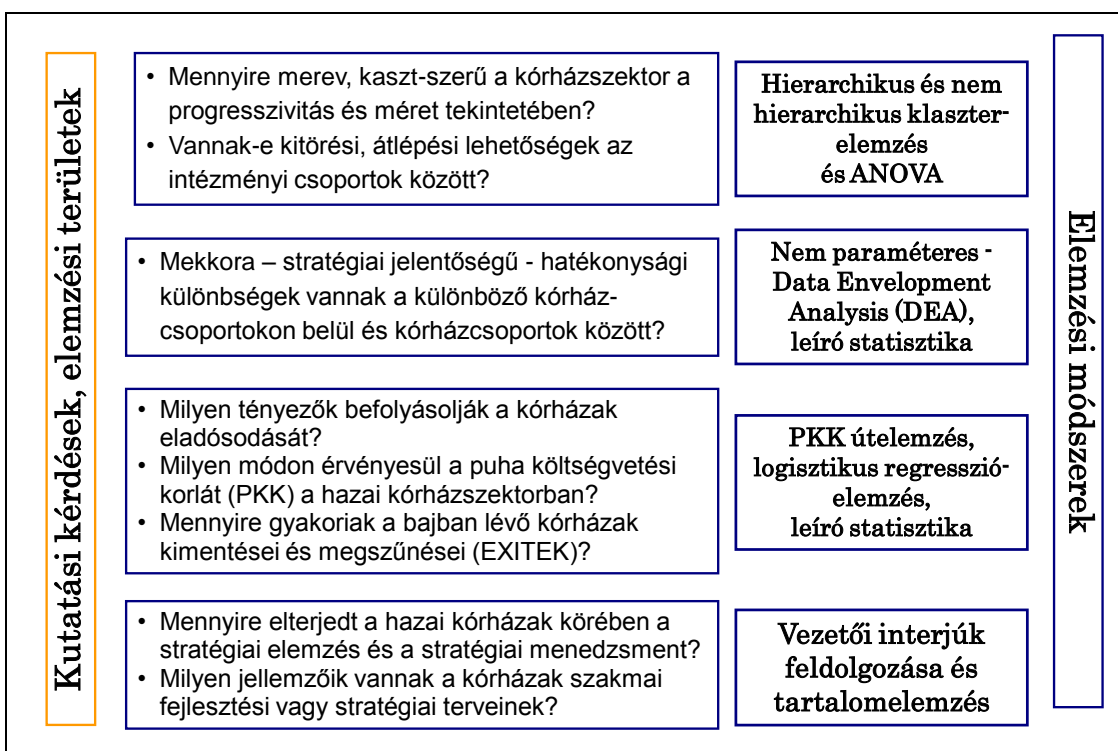 Kutatási kérdések, elemzési területek
• Mennyire merev, kaszt-szerű a kórházszektor a
progresszivitás és méret tekintetében?
• Vannak-e kitörési, átlépési lehetőségek az
intézményi csoportok között?
Hierarchikus és nem
hierarchikus klaszter-
elemzés
és ANOVA
• Mekkora – stratégiai jelentőségű - hatékonysági
különbségek vannak a különböző kórház-
csoportokon belül és kórházcsoportok között?
Nem paraméteres -
Data Envelopment
Analysis (DEA),
leíró statisztika
• Milyen tényezők befolyásolják a kórházak
eladósodását?
• Milyen módon érvényesül a puha költségvetési
korlát (PKK) a hazai kórházszektorban?
• Mennyire gyakoriak a bajban lévő kórházak
kimentései és megszűnései (EXITEK)?
PKK útelemzés,
logisztikus regresszió-
elemzés,
leíró statisztika
• Mennyire elterjedt a hazai kórházak körében a
stratégiai elemzés és a stratégiai menedzsment?
• Milyen jellemzőik vannak a kórházak szakmai
fejlesztési vagy stratégiai terveinek?
Vezetői interjúk
feldolgozása és
tartalomelemzés
Elemzési módszerek